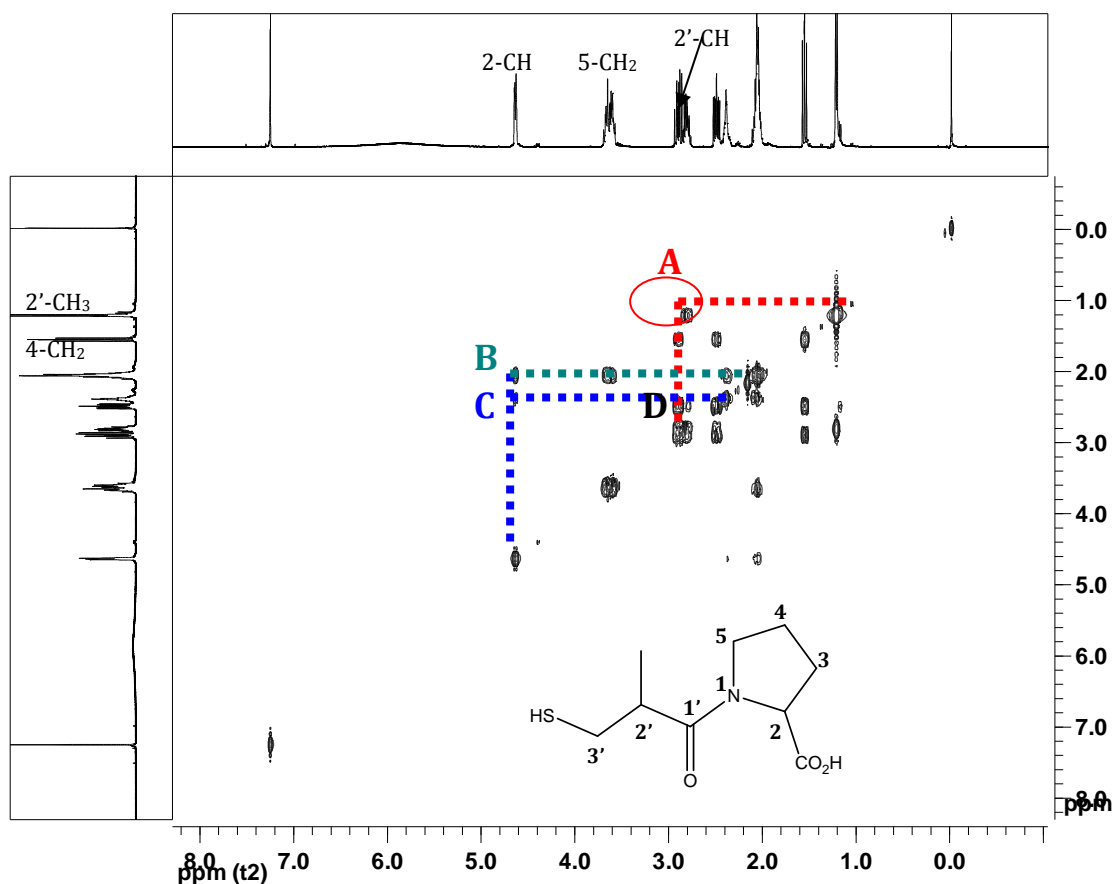 2'-CH
2-CH
5-CH₂
A
0.0
2'-CH₃
1.0
4-CH₂
B
2.0
C
D
3.0
4.0
5.0
4
5
6.0
3
1
HS
1'
N
2'
2
7.0
3'
CO₂H
O
8.0
ppm
8.0 7.0 6.0 5.0 4.0 3.0 2.0 1.0 0.0
ppm (t2)